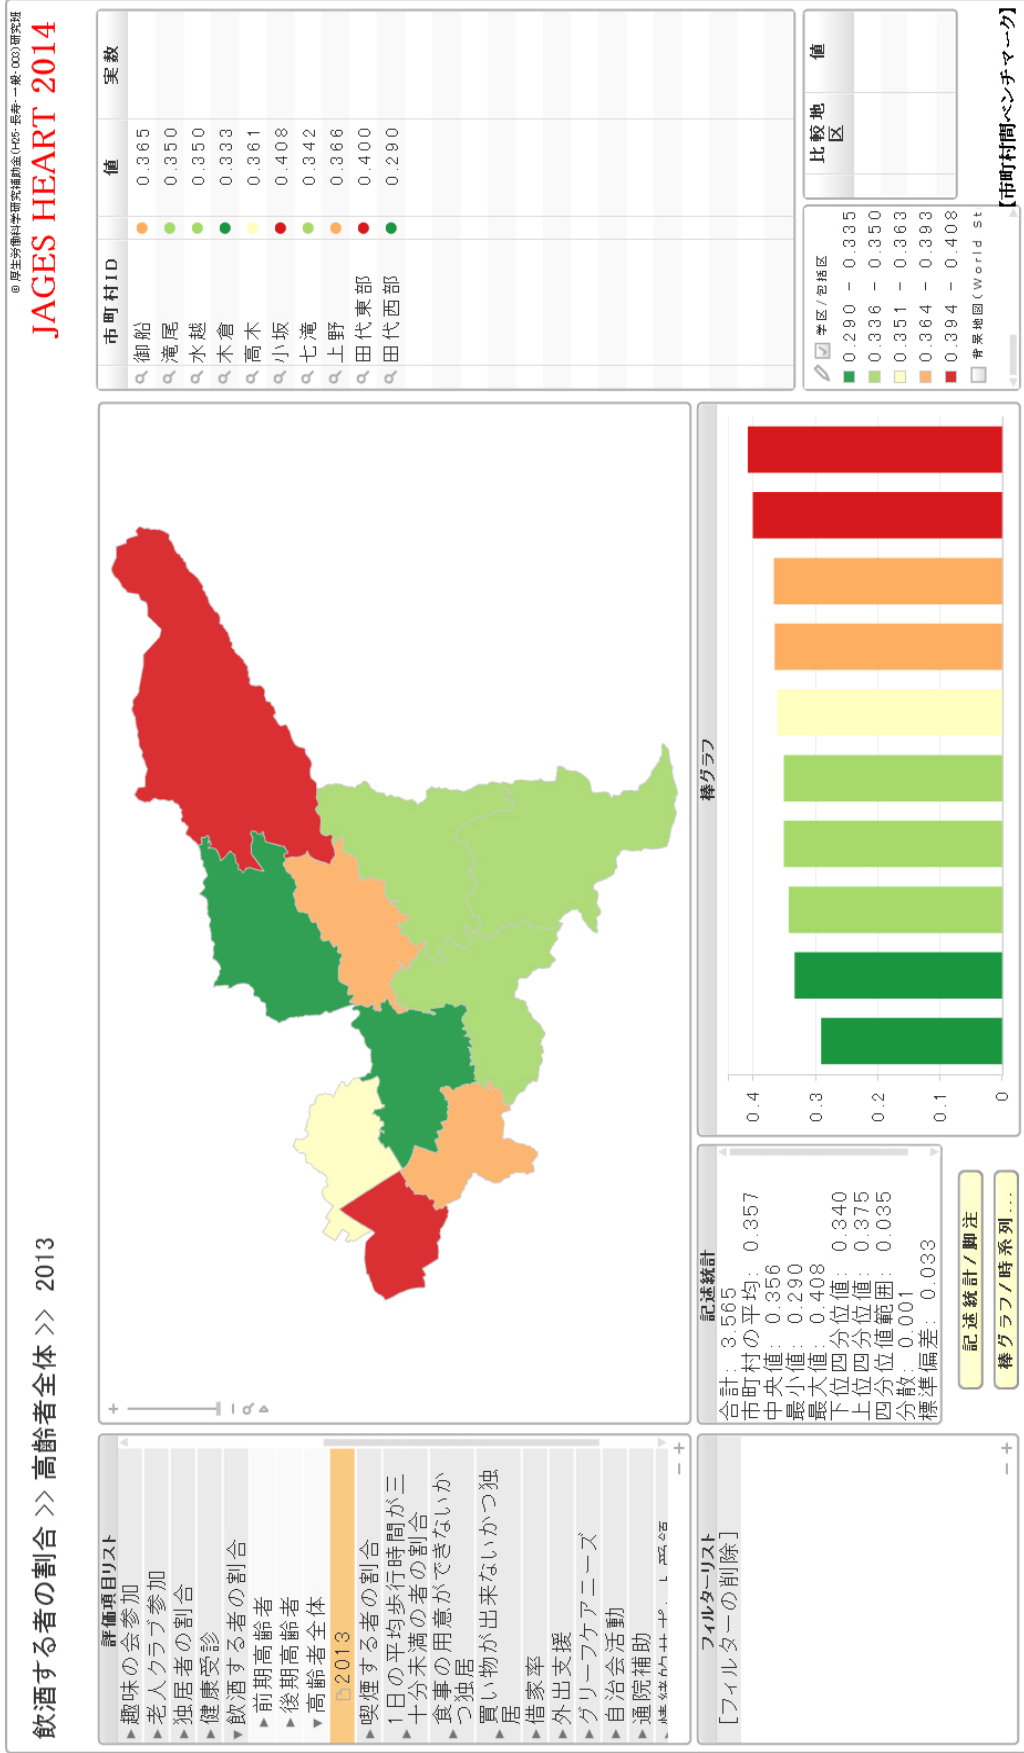 © 厚生労働科学研究補助金(H25-長寿-一般-003)研究班
JAGES HEART 2014
飲酒する者の割合 >> 高齢者全体 >> 2013
評価項目リスト
趣味の会参加
老人クラブ参加
独居者の割合
健康受診
飲酒する者の割合
前期高齢者
後期高齢者
高齢者全体
2013
喫煙する者の割合
1日の平均歩行時間が三
十分未満の者の割合
食事の用意ができないか
つ独居
買い物が出来ないかつ独
居
借家率
外出支援
グリーフケアニーズ
自治会活動
通院補助
フィルターリスト
[フィルターの削除]
市町村ID 値 実数
御船 0.365
滝尾 0.350
水越 0.350
木倉 0.333
高木 0.361
小坂 0.408
七滝 0.342
上野 0.366
田代東部 0.400
田代西部 0.290
記述統計
合計: 3.565
市町村の平均: 0.357
中央値: 0.356
最小値: 0.290
最大値: 0.408
下位四分位値: 0.340
上位四分位値: 0.375
四分位値範囲: 0.035
分散: 0.001
標準偏差: 0.033
記述統計/脚注
棒グラフ/時系列...
棒グラフ
0.4
0.3
0.2
0.1
0
学区/包括区
0.290 - 0.335
0.336 - 0.350
0.351 - 0.363
0.364 - 0.393
0.394 - 0.408
背景地図(World St
比較地
区
値
【市町村間ベンチマーク】